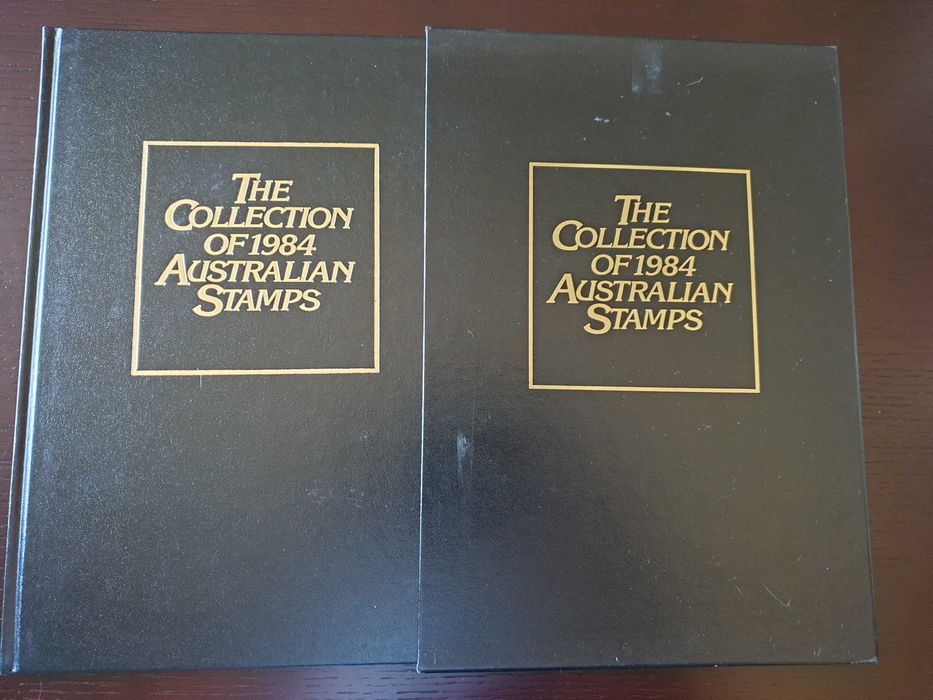 THE
COLLECTION
OF 1984
AUSTRALIAN
STAMPS
THE
COLLECTION
OF 1984
AUSTRALIAN
STAMPS